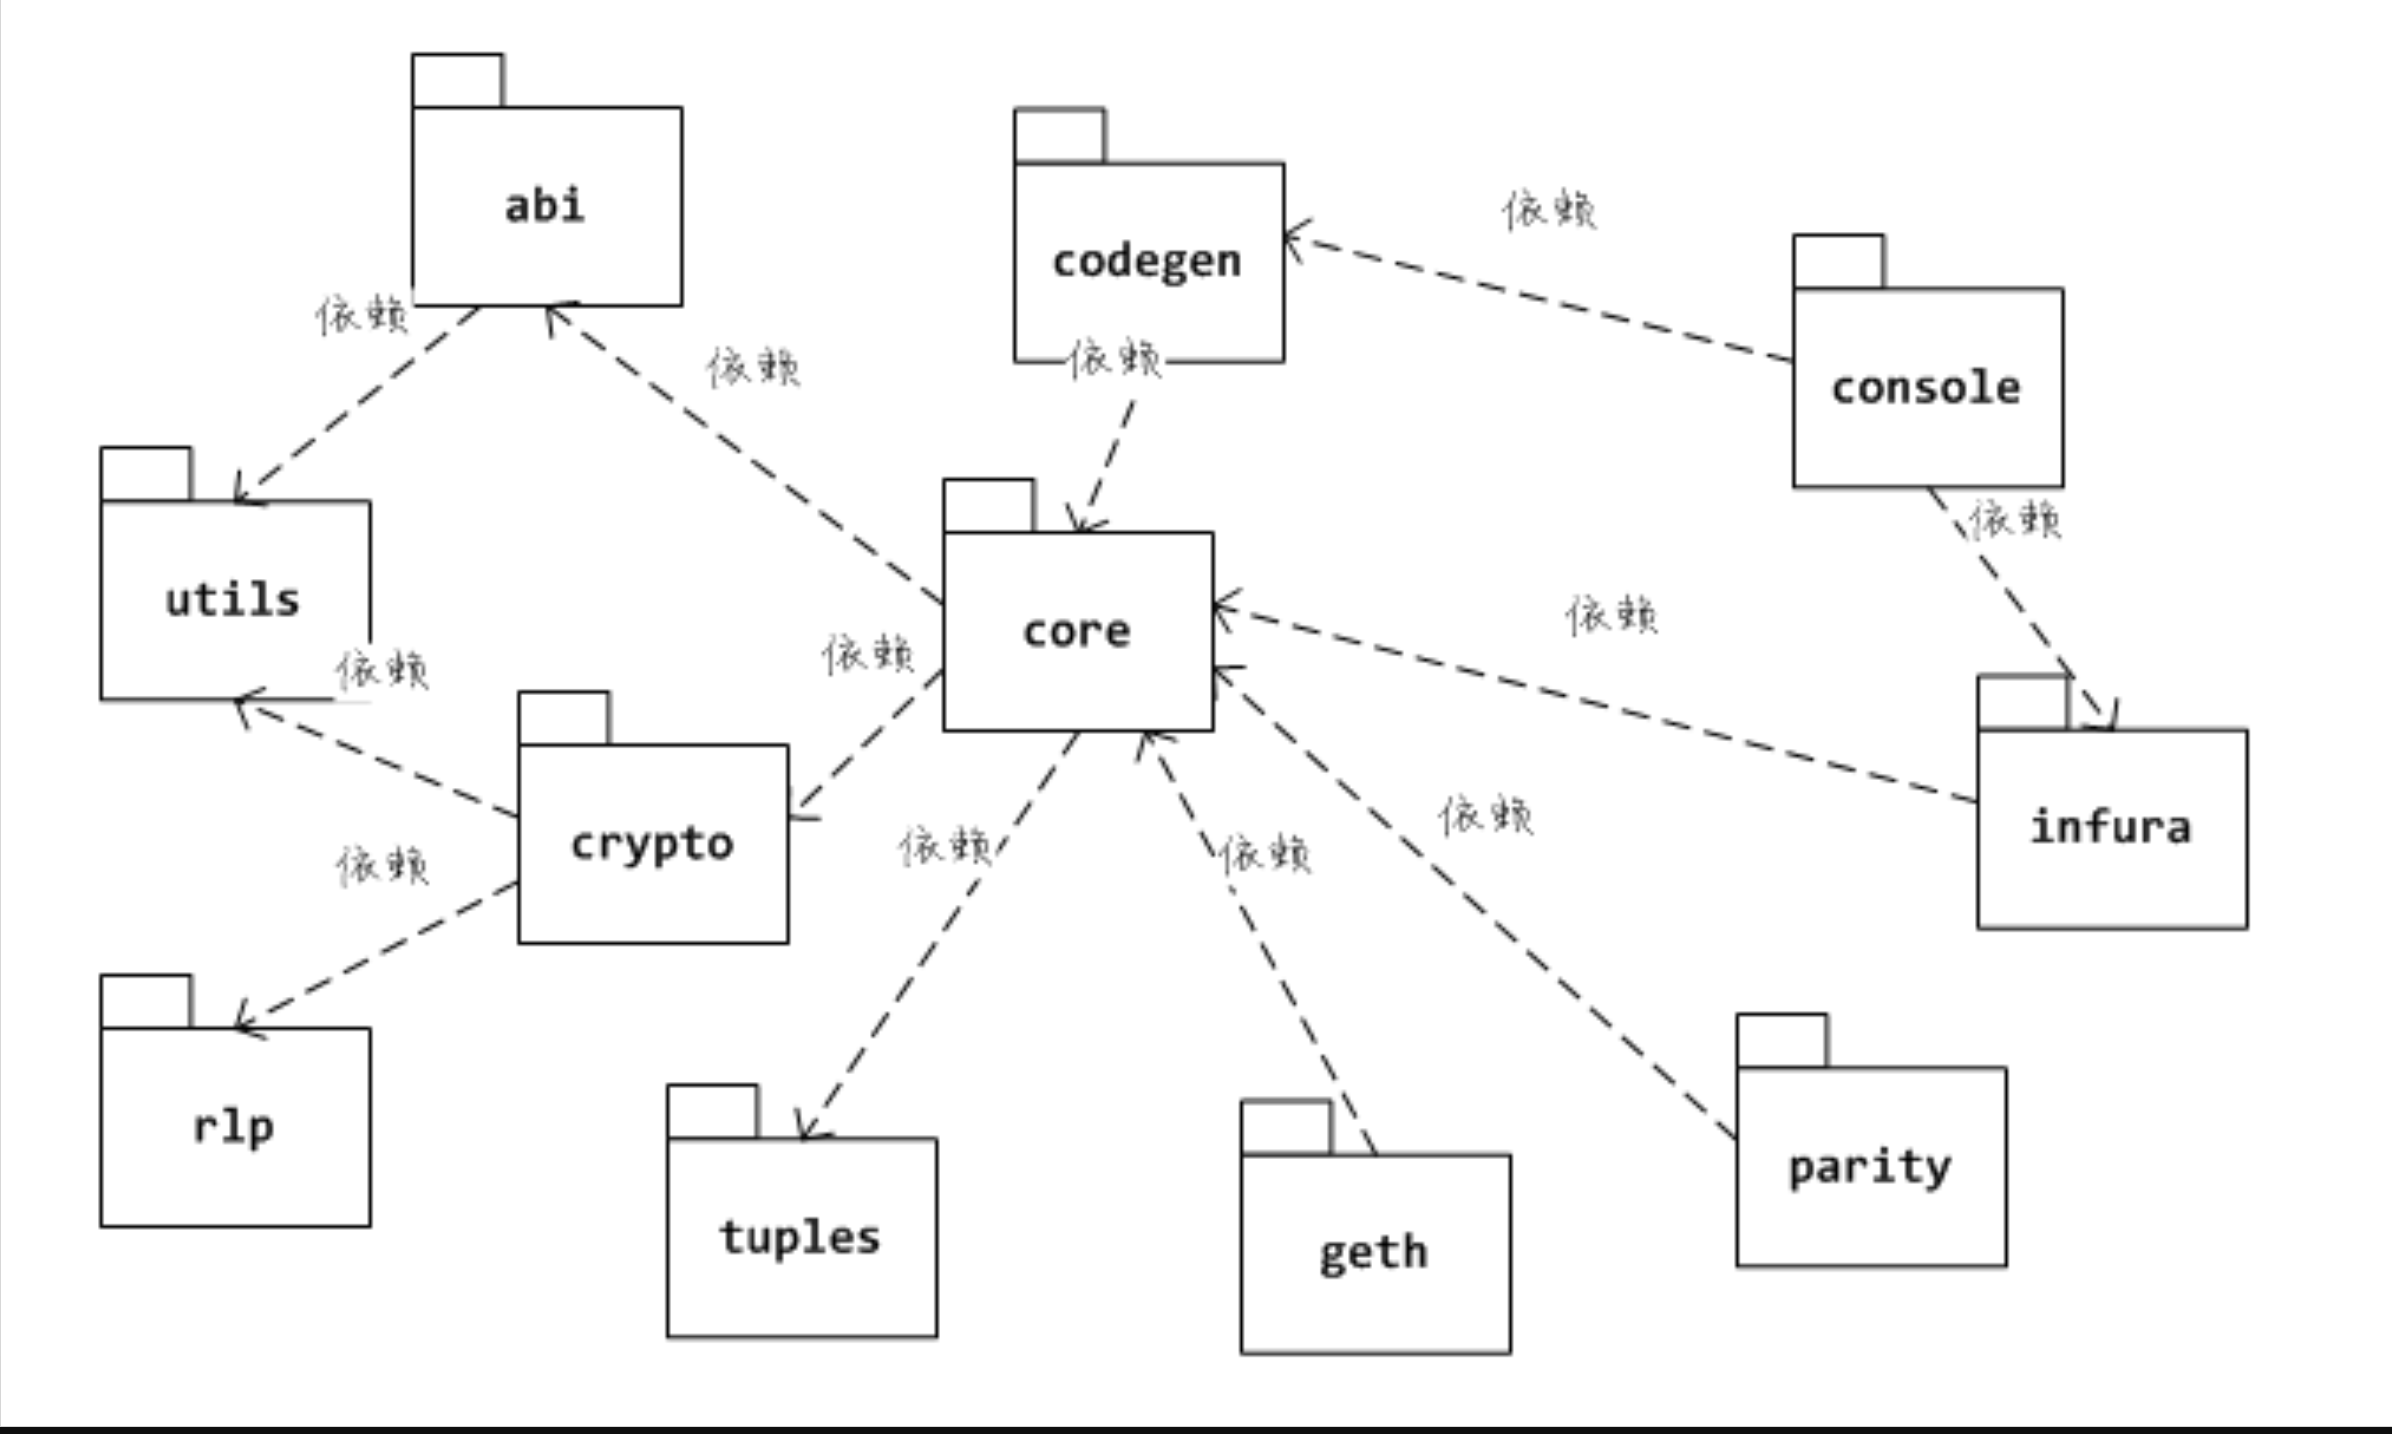 abi
codegen
依赖
console
依赖
依赖
依赖
依赖
utils
core
依赖
依赖
依赖
crypto
依赖
infura
依赖
依赖
依赖
rlp
tuples
geth
parity